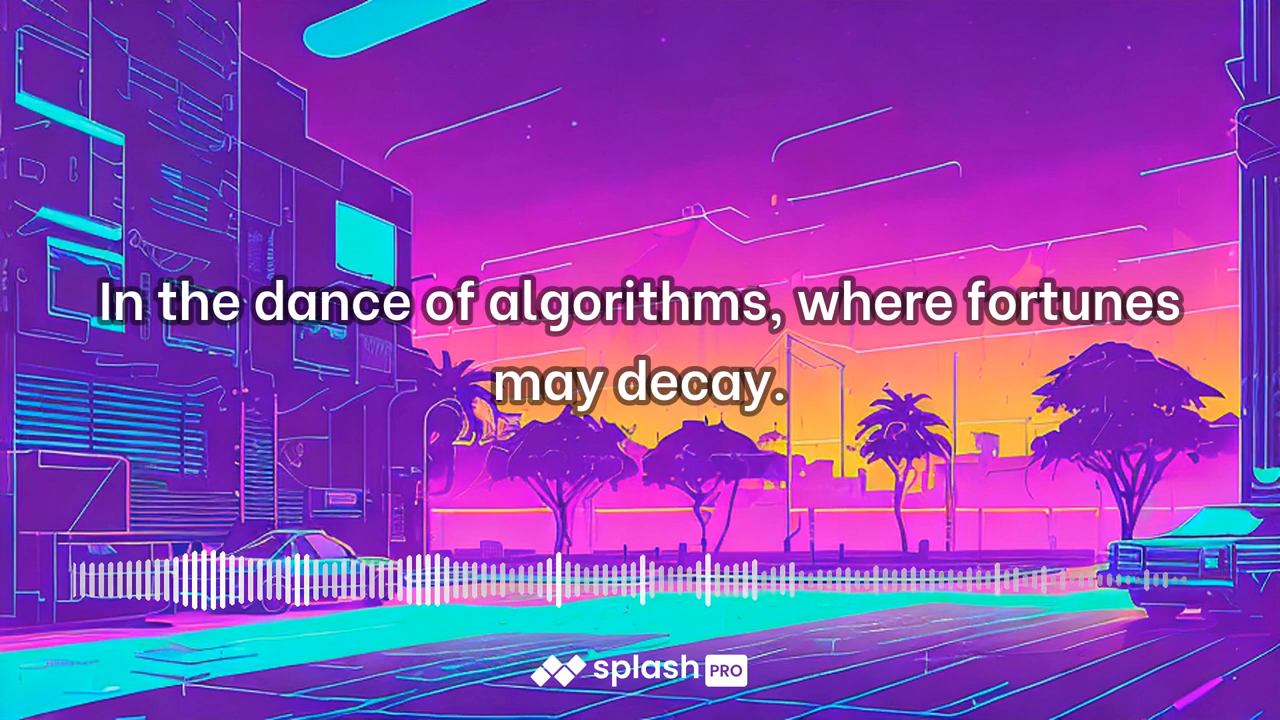 In the dance of algorithms, where fortunes
may decay.
splash PRO